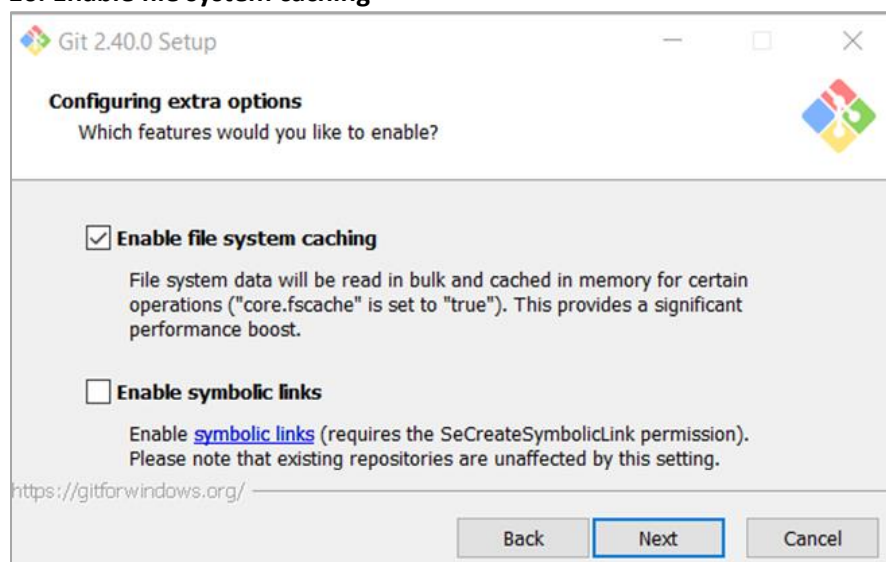 Git 2.40.0 Setup
Configuring extra options
Which features would you like to enable?
Enable file system caching
File system data will be read in bulk and cached in memory for certain
operations ("core.fscache" is set to "true"). This provides a significant
performance boost.
Enable symbolic links
Enable symbolic links (requires the SeCreateSymbolicLink permission).
Please note that existing repositories are unaffected by this setting.
https://gitforwindows.org/
Back Next Cancel